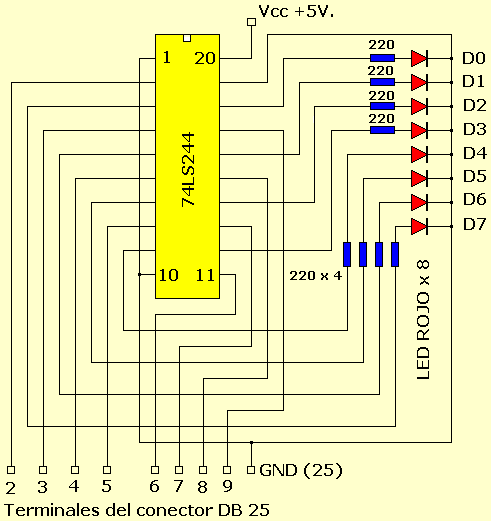 Vcc +5V.
1 20
220 D0
220 D1
220 D2
220 D3
D4
D5
D6
D7
74LS244
10 11
220 x 4
LED ROJO x 8
GND (25)
2 3 4 5 6 7 8 9
Terminales del conector DB 25